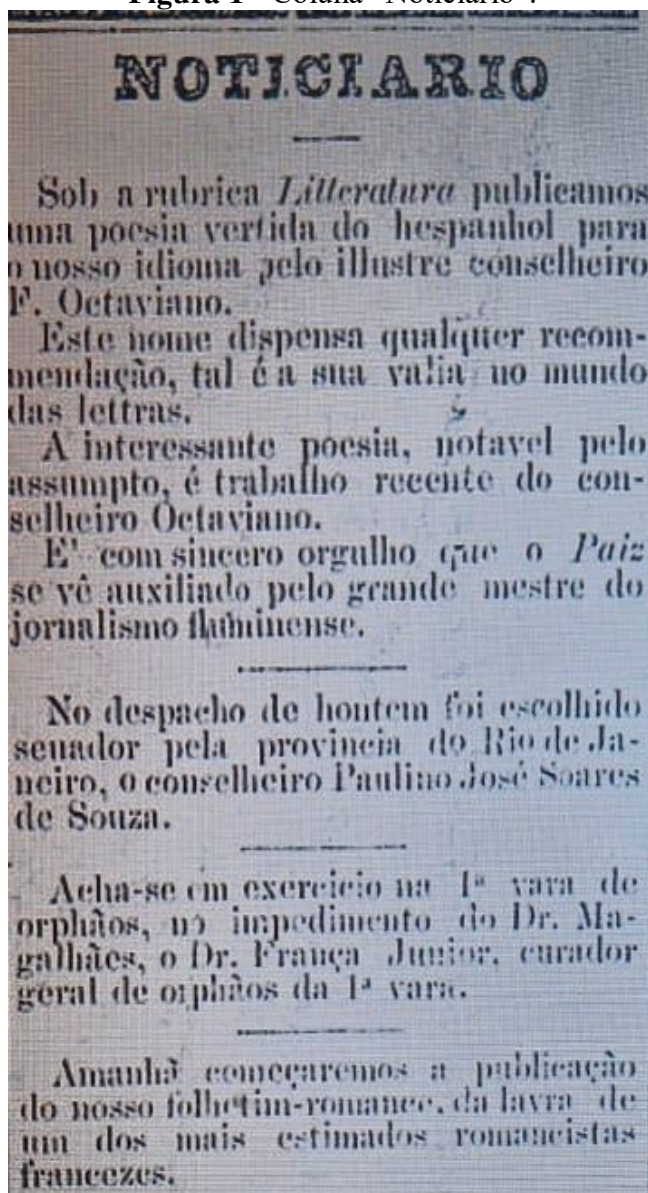 Figura 1 - Coluna "Noticiário".
NOTICIARIO
Sob a rubrica Litteratura publicamos
uma poesia vertida do hespanhol para
o nosso idioma pelo illustre conselheiro
F. Octaviano.
Este nome dispensa qualquer recom-
mendação, tal é a sua valia no mundo
das lettras.
A interessante poesia, notavel pelo
assumpto, é trabalho recente do con-
selheiro Octaviano.
E' com sincero orgulho que o Paiz
se vê auxiliado pelo grande mestre do
jornalismo fluminense.
No despacho de hontem foi escolhido
senador pela provincia do Rio de Ja-
neiro, o conselheiro Paulino José Soares
de Souza.
Acha-se em exercicio na 1ª vara de
orphãos, no impedimento do Dr. Ma-
galhães, o Dr. França Junior, curador
geral de orphãos da 1ª vara.
Amanhã começaremos a publicação
do nosso folhetim-romance, da lavra de
um dos mais estimados romancistas
francezes.